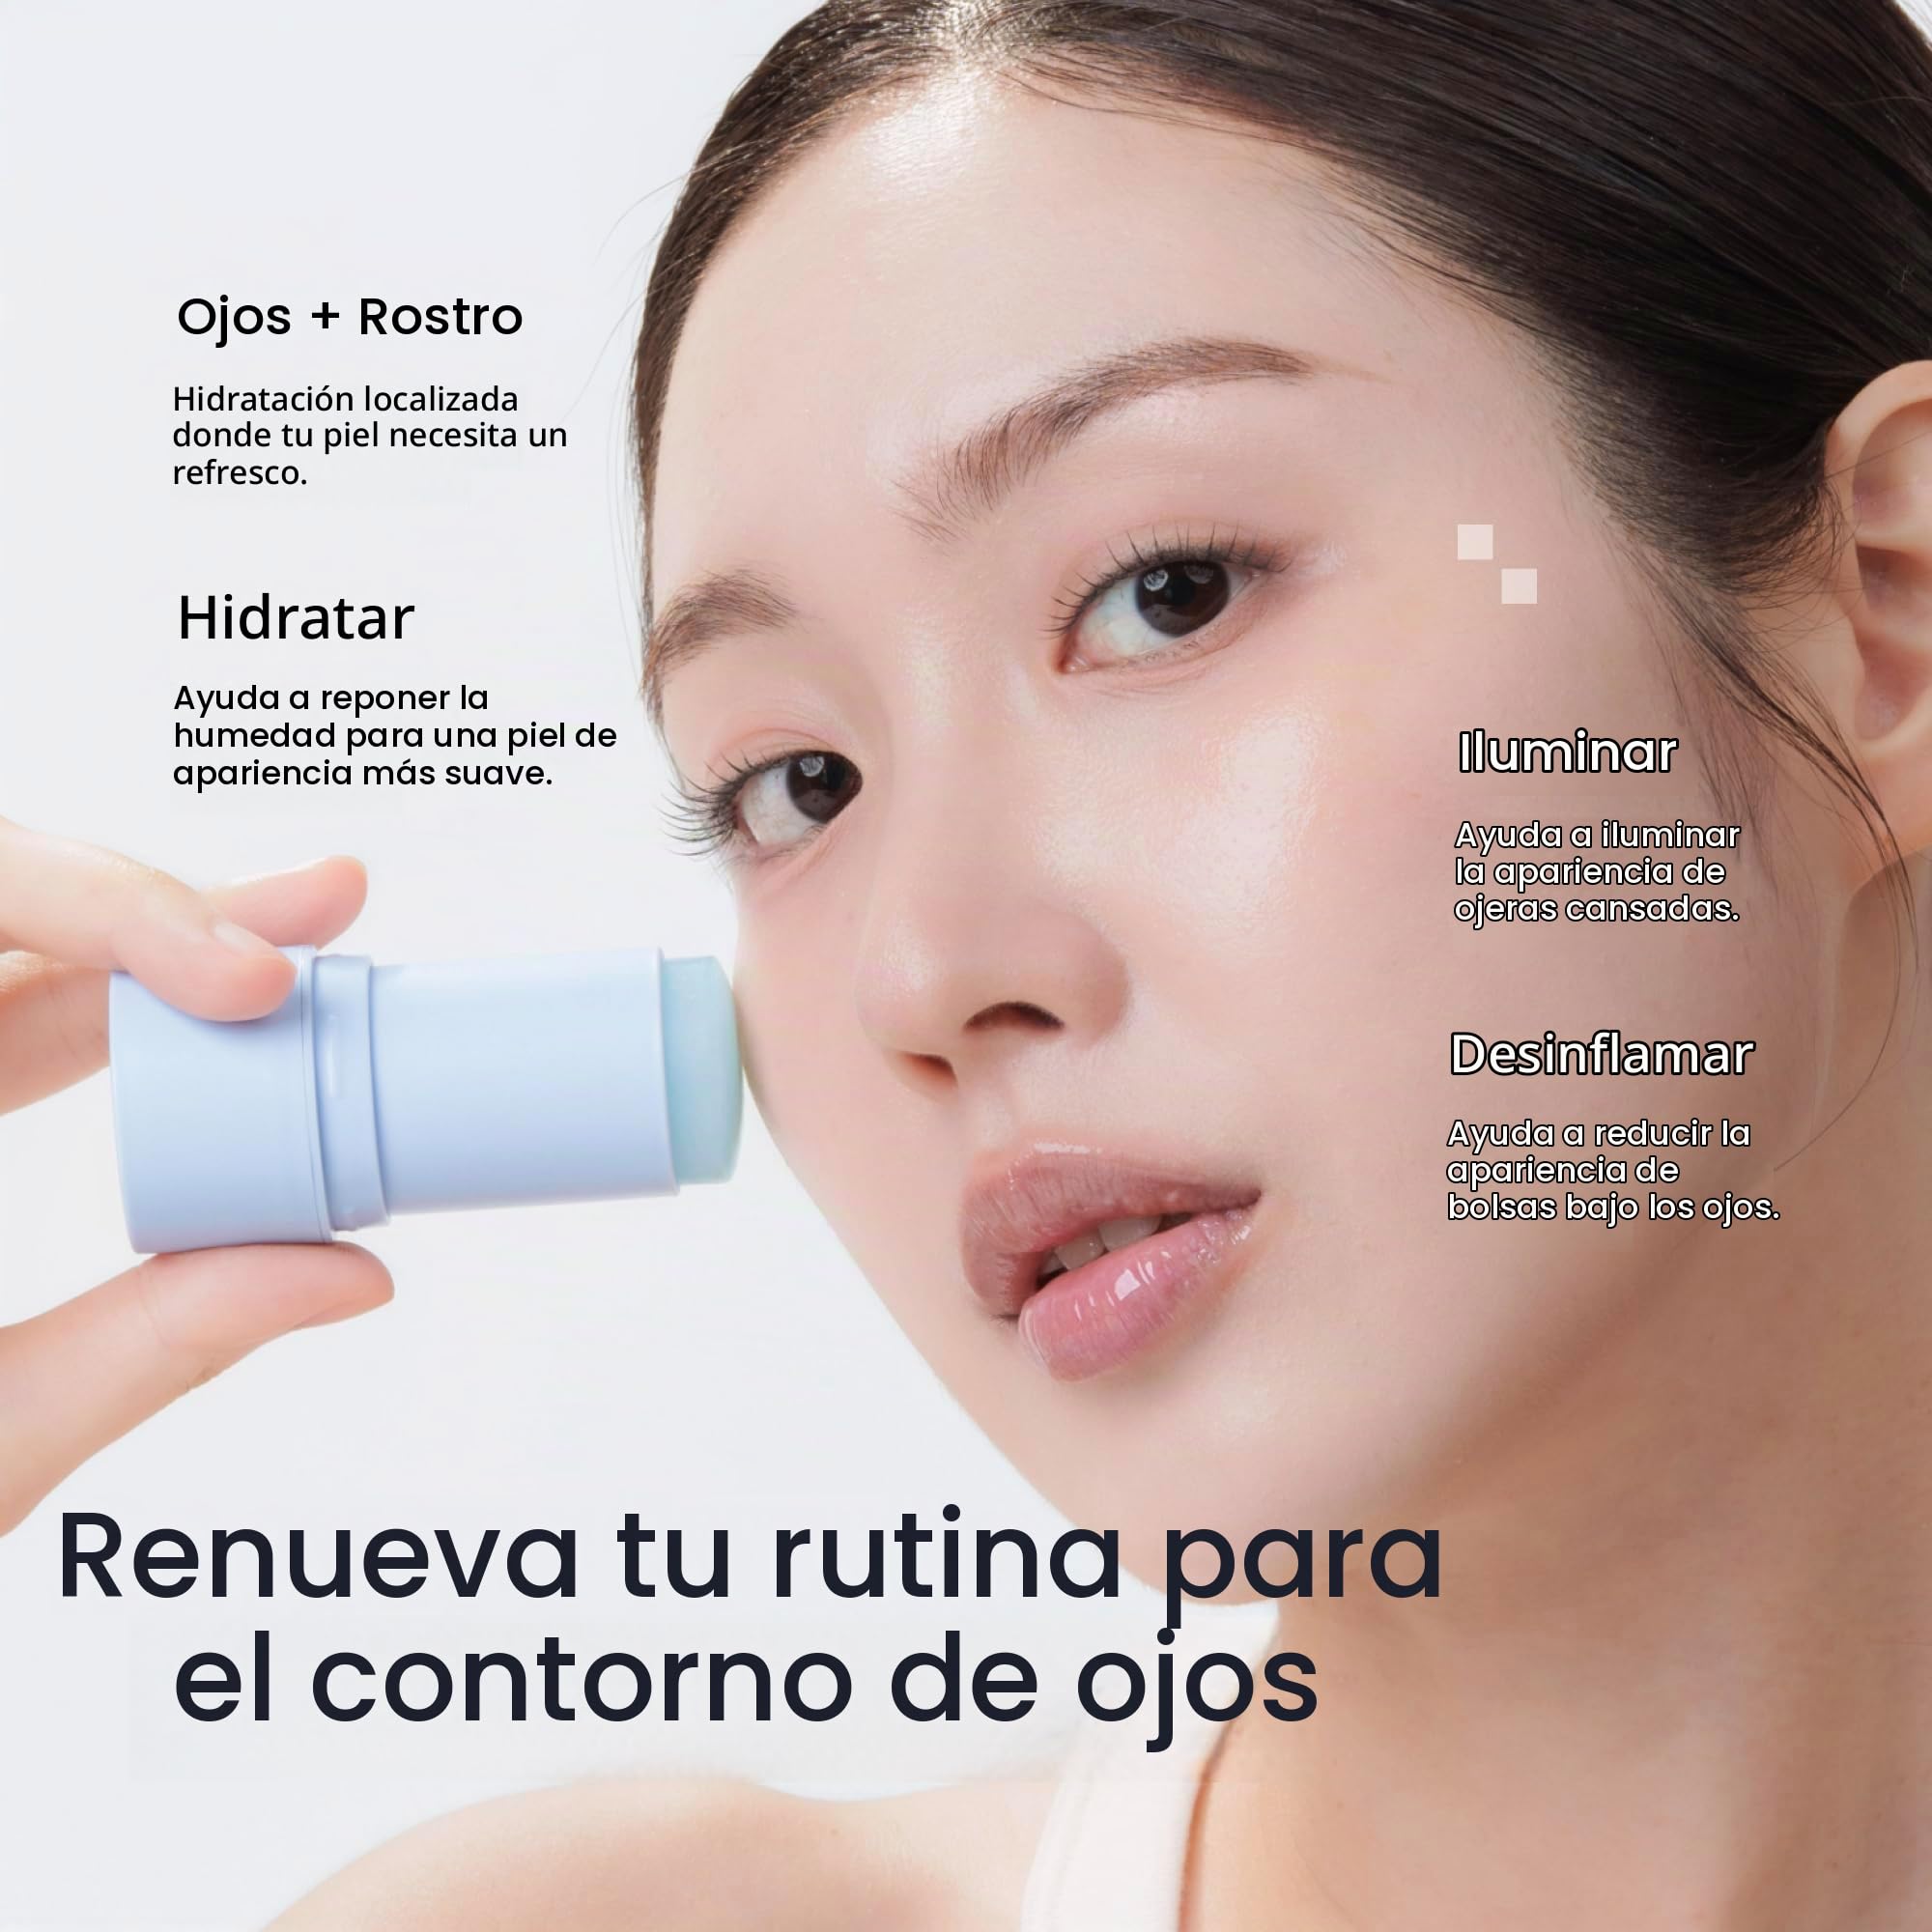 Ojos + Rostro
Hidratación localizada
donde tu piel necesita un
refresco.
Hidratar
Ayuda a reponer la
humedad para una piel de
apariencia más suave.
Iluminar
Ayuda a iluminar
la apariencia de
ojeras cansadas.
Desinflamar
Ayuda a reducir la
apariencia de
bolsas bajo los ojos.
Renueva tu rutina para
el contorno de ojos